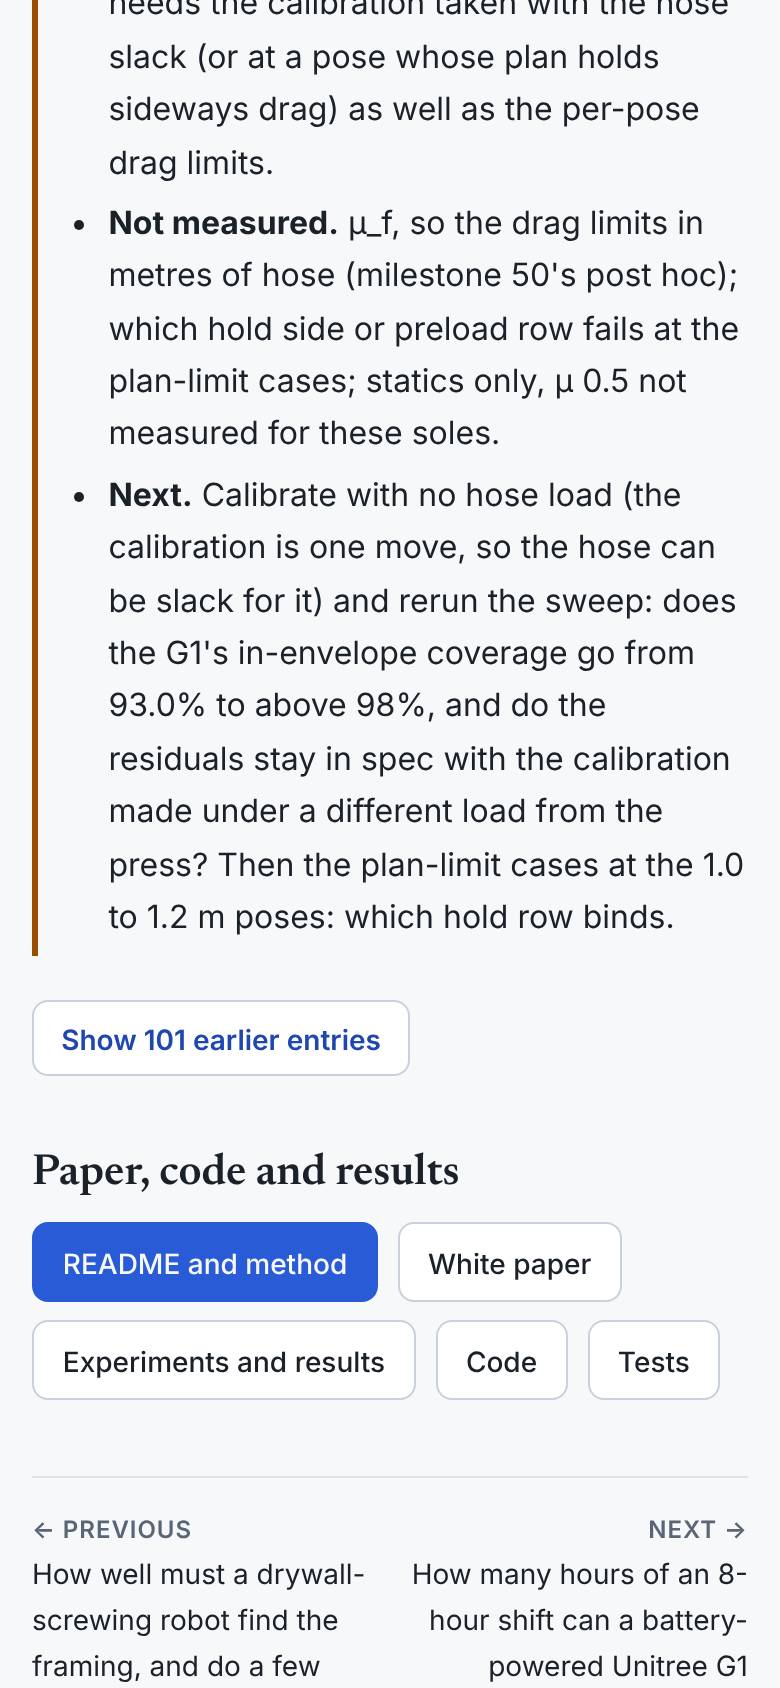 needs the calibration taken with the hose
slack (or at a pose whose plan holds
sideways drag) as well as the per-pose
drag limits.
• Not measured. μ_f, so the drag limits in
metres of hose (milestone 50's post hoc);
which hold side or preload row fails at the
plan-limit cases; statics only, μ 0.5 not
measured for these soles.
• Next. Calibrate with no hose load (the
calibration is one move, so the hose can
be slack for it) and rerun the sweep: does
the G1's in-envelope coverage go from
93.0% to above 98%, and do the
residuals stay in spec with the calibration
made under a different load from the
press? Then the plan-limit cases at the 1.0
to 1.2 m poses: which hold row binds.
Show 101 earlier entries
Paper, code and results
README and method
White paper
Experiments and results
Code
Tests
← PREVIOUS
How well must a drywall-
screwing robot find the
framing, and do a few
NEXT →
How many hours of an 8-
hour shift can a battery-
powered Unitree G1